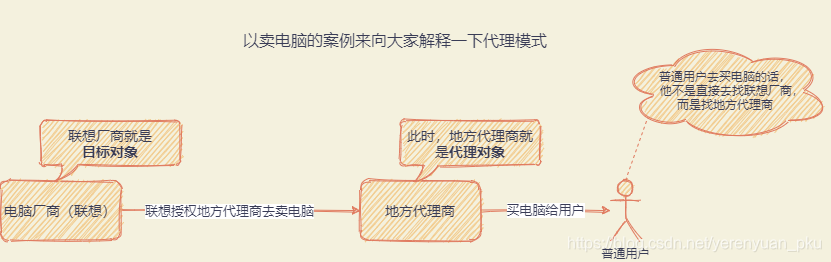 以卖电脑的案例来向大家解释一下代理模式
普通用户去买电脑的话，
他不是直接去找联想厂商，
而是找地方代理商
联想厂商就是
目标对象
此时，地方代理商就
是代理对象
电脑厂商（联想）
联想授权地方代理商去卖电脑
地方代理商
买电脑给用户
普通用户
https://blog.csdn.net/yerenyuan_pku